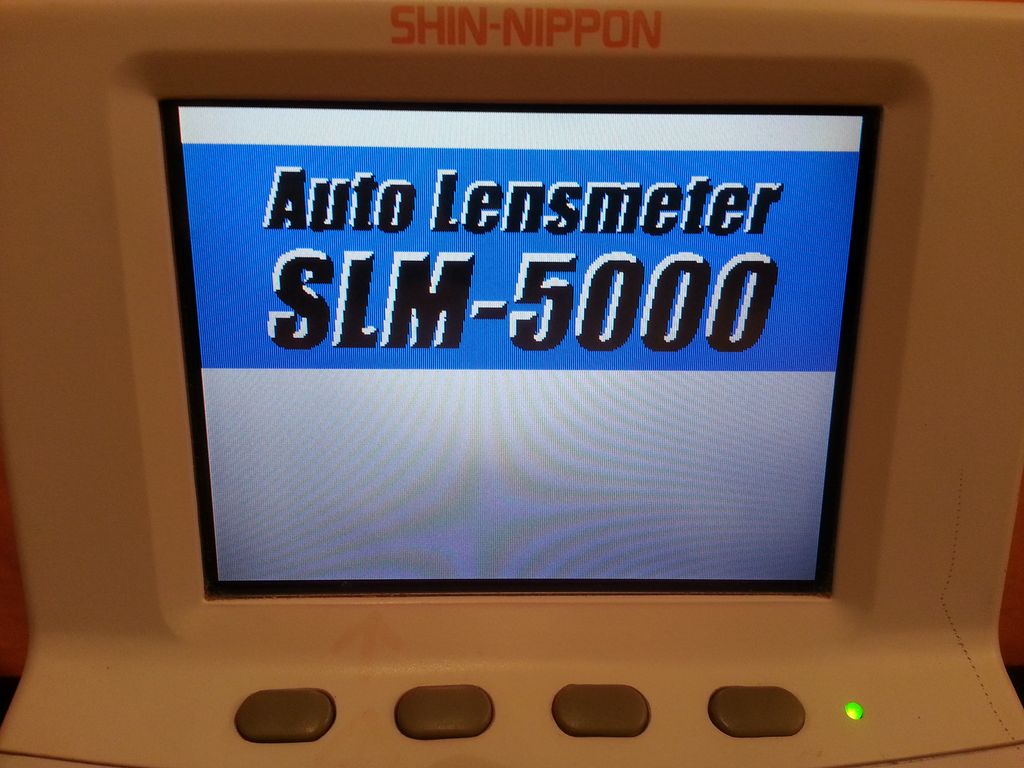 SHIN-NIPPON
Auto Lensmeter
SLM-5000